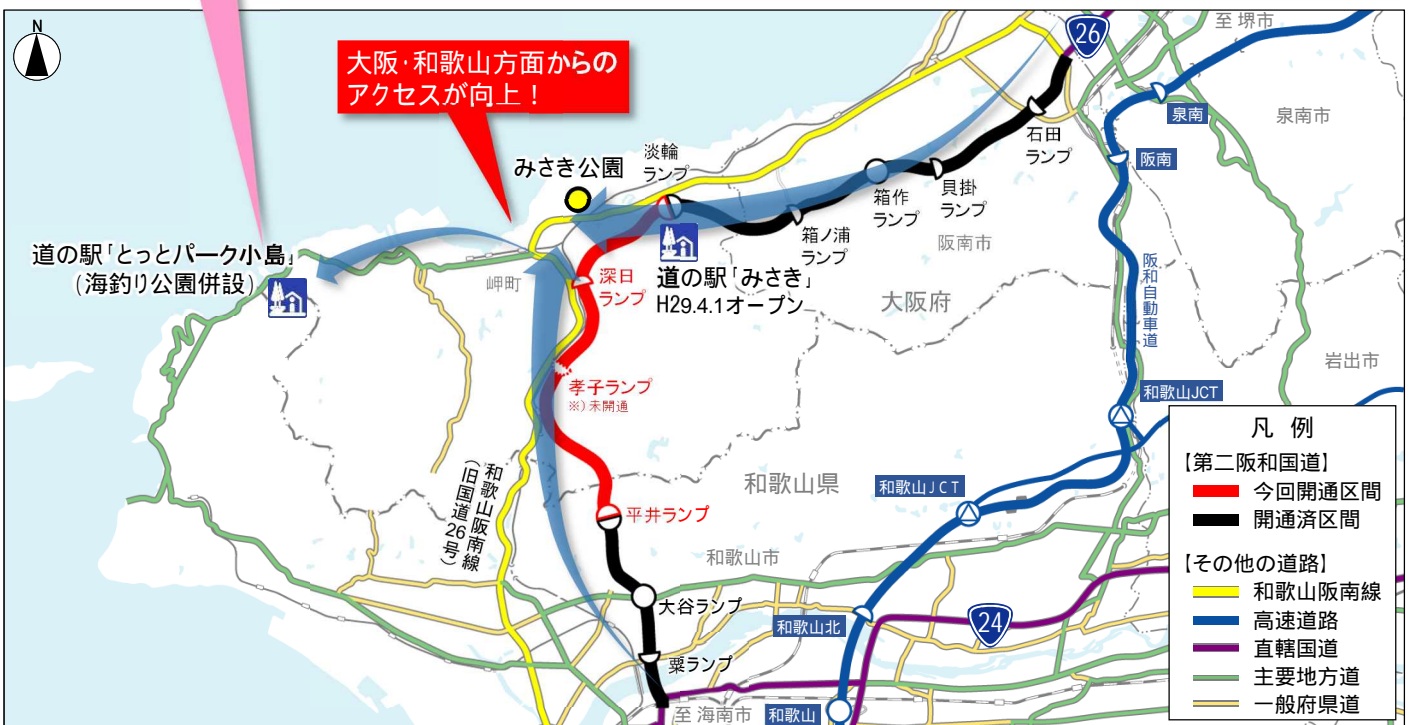 N
大阪・和歌山方面からの
アクセスが向上！
26
至 堺市
泉南
泉南市
石田
ランプ
阪南
みさき公園
淡輪
ランプ
貝掛
ランプ
箱作
ランプ
箱ノ浦
ランプ
阪南市
道の駅「とっとパーク小島」
(海釣り公園併設)
岬町
深日
ランプ
道の駅「みさき」
H29.4.1オープン
大阪府
阪和自動車道
岩出市
孝子ランプ
※)未開通
和歌山JCT
和歌山阪南線
(旧国道26号)
和歌山県
和歌山JCT
平井ランプ
和歌山市
大谷ランプ
和歌山北
24
粟ランプ
至 海南市
和歌山
凡 例
【第二阪和国道】
今回開通区間
開通済区間
【その他の道路】
和歌山阪南線
高速道路
直轄国道
主要地方道
一般府県道